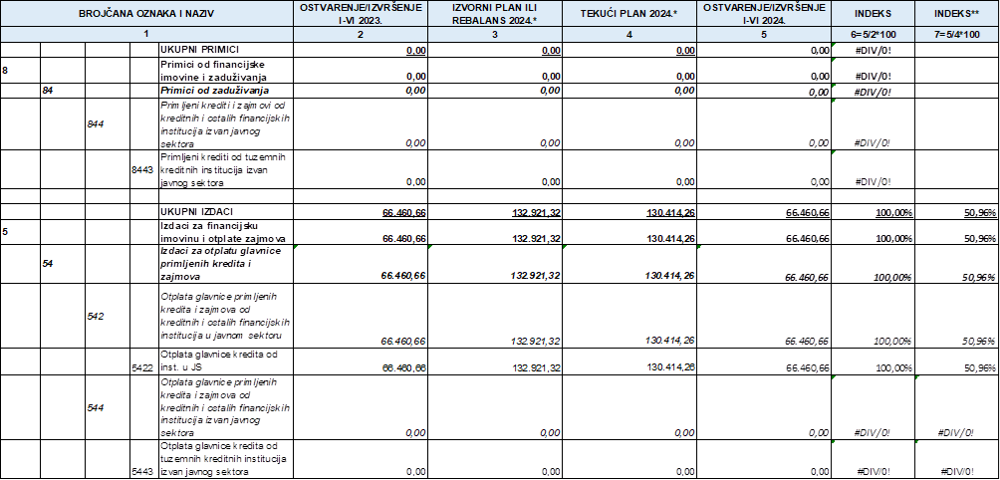 BROJČANA OZNAKA I NAZIV
OSTVARENJE/IZVRŠENJE
I-VI 2023.
IZVORNI PLAN ILI
REBALANS 2024.*
TEKUĆI PLAN 2024.*
OSTVARENJE/IZVRŠENJE
I-VI 2024.
INDEKS
INDEKS**
1 2 3 4 5 6=5/2*100 7=5/4*100
UKUPNI PRIMICI 0,00 0,00 0,00 0,00 #DIV/0!
8 Primici od financijske
imovine i zaduživanja 0,00 0,00 0,00 0,00 #DIV/0!
84 Primici od zaduživanja 0,00 0,00 0,00 0,00 #DIV/0!
844 Primljeni krediti i zajmovi od
kreditnih i ostalih financijskih
institucija izvan javnog
sektora 0,00 0,00 0,00 0,00 #DIV/0!
8443 Primljeni krediti od tuzemnih
kreditnih institucija izvan
javnog sektora 0,00 0,00 0,00 0,00 #DIV/0!
UKUPNI IZDACI 66.460,66 132.921,32 130.414,26 66.460,66 100,00% 50,96%
5 Izdaci za financijsku
imovinu i otplate zajmova 66.460,66 132.921,32 130.414,26 66.460,66 100,00% 50,96%
54 Izdaci za otplatu glavnice
primljenih kredita i
zajmova 66.460,66 132.921,32 130.414,26 66.460,66 100,00% 50,96%
542 Otplata glavnice primljenih
kredita i zajmova od
kreditnih i ostalih financijskih
institucija u javnom sektoru 66.460,66 132.921,32 130.414,26 66.460,66 100,00% 50,96%
5422 Otplata glavnice kredita od
inst. u JS 66.460,66 132.921,32 130.414,26 66.460,66 100,00% 50,96%
544 Otplata glavnice primljenih
kredita i zajmova od
kreditnih i ostalih financijskih
institucija izvan javnog
sektora 0,00 0,00 0,00 0,00 #DIV/0! #DIV/0!
5443 Otplata glavnice kredita od
tuzemnih kreditnih institucija
izvan javnog sektora 0,00 0,00 0,00 0,00 #DIV/0! #DIV/0!